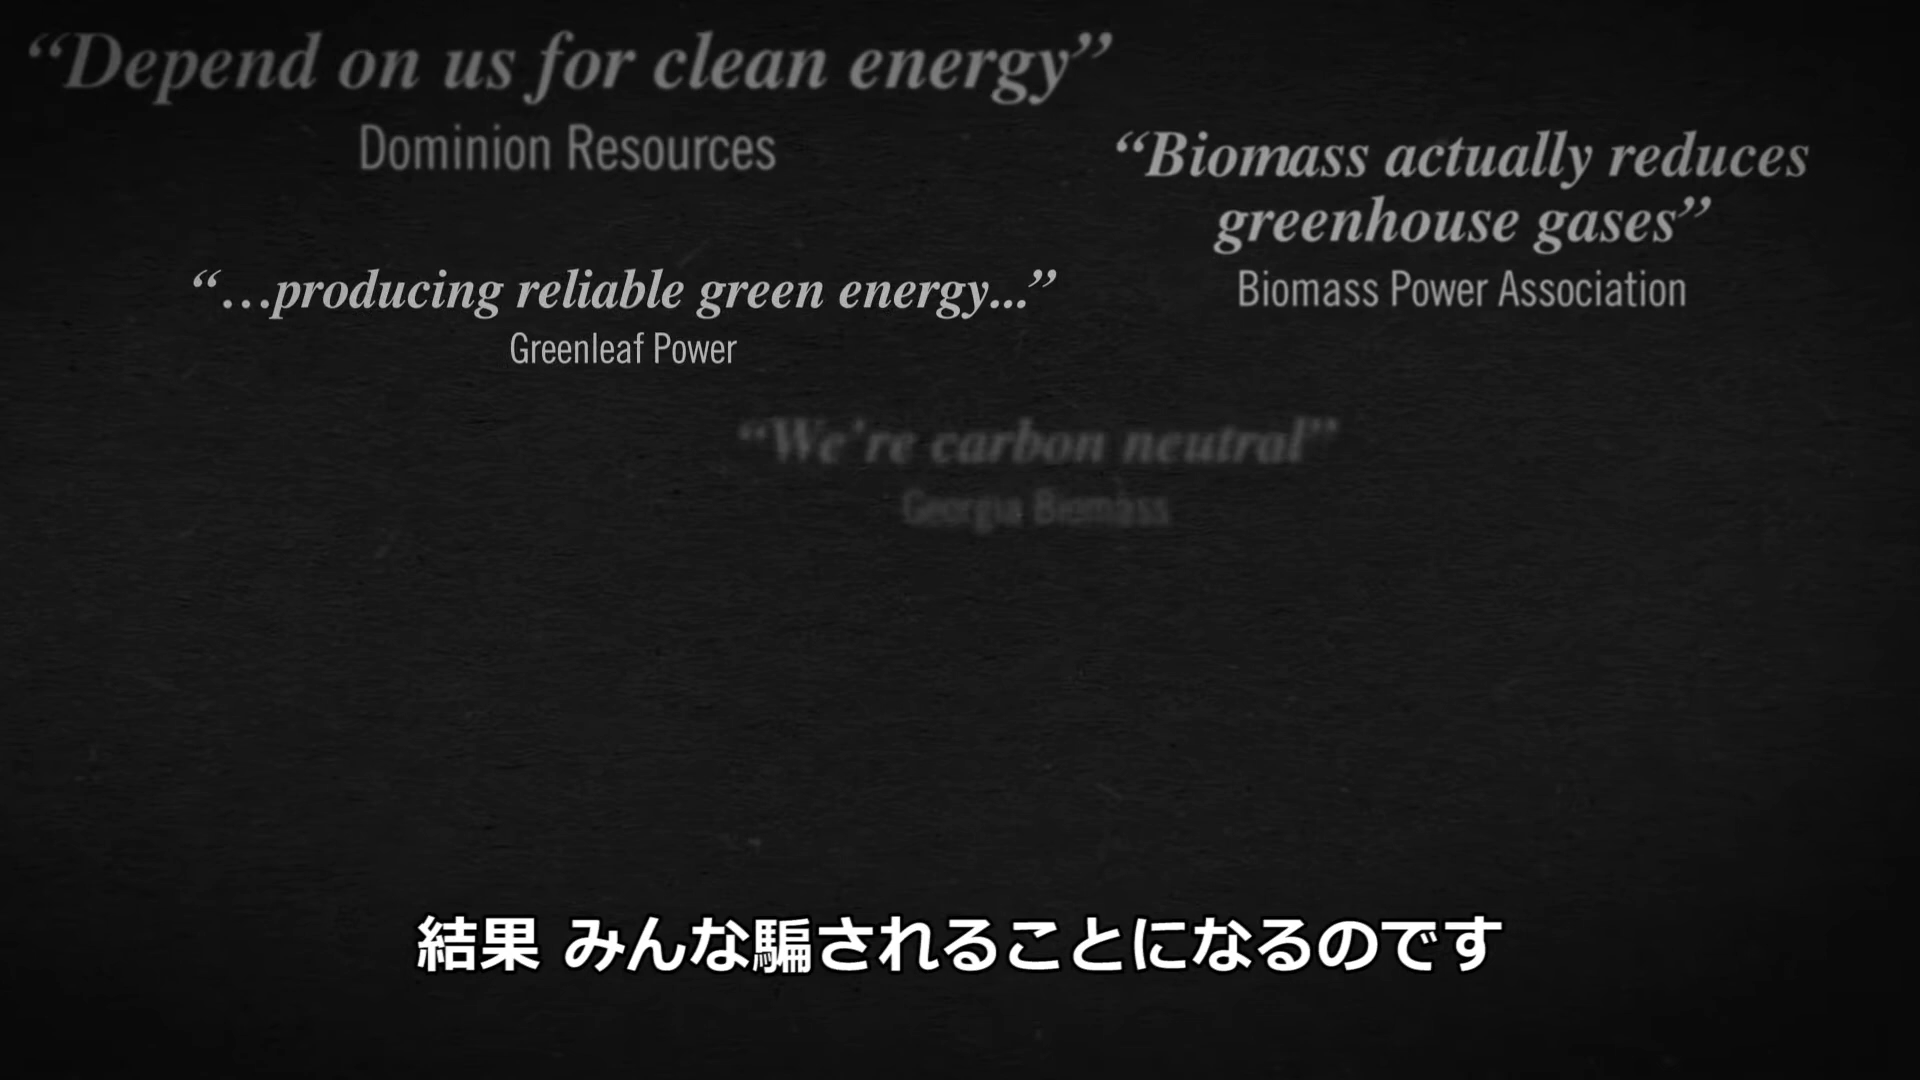 “Depend on us for clean energy”
Dominion Resources
“Biomass actually reduces
greenhouse gases”
Biomass Power Association
“...producing reliable green energy...”
Greenleaf Power
“We're carbon neutral”
Georgia Biomass
結果 みんな騙されることになるのです